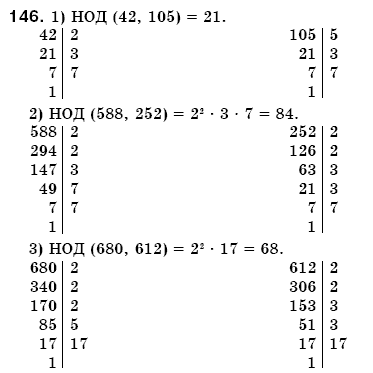 146. 1) НОД (42, 105) = 21.
42 | 2 105 | 5
21 | 3 21 | 3
7 | 7 7 | 7
1 | 1 |
2) НОД (588, 252) = 2² · 3 · 7 = 84.
588 | 2 252 | 2
294 | 2 126 | 2
147 | 3 63 | 3
49 | 7 21 | 3
7 | 7 7 | 7
1 | 1 |
3) НОД (680, 612) = 2² · 17 = 68.
680 | 2 612 | 2
340 | 2 306 | 2
170 | 2 153 | 3
85 | 5 51 | 3
17 | 17 17 | 17
1 | 1 |